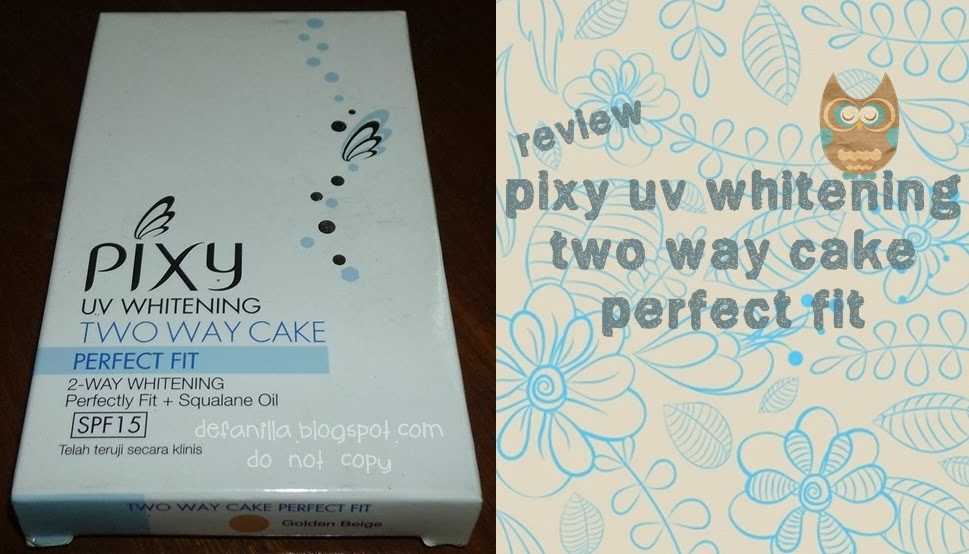 pixy
UV WHITENING
TWO WAY CAKE
PERFECT FIT
2-WAY WHITENING
Perfectly Fit + Squalane Oil
SPF15
Telah teruji secara klinis
defanilla.blogspot.com
do not copy
TWO WAY CAKE PERFECT FIT
Golden Beige
review
pixy uv whitening
two way cake
perfect fit